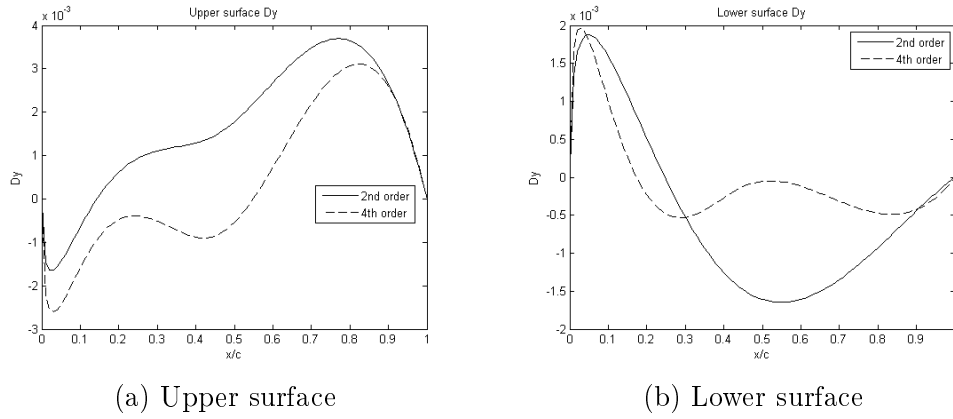 x 10⁻³
Upper surface Dy
4
3
2
1
0
-1
-2
-3
Dy
2nd order
4th order
0 0.1 0.2 0.3 0.4 0.5 0.6 0.7 0.8 0.9 1
x/c
(a) Upper surface
x 10⁻³
Lower surface Dy
2
1.5
1
0.5
0
-0.5
-1
-1.5
-2
Dy
2nd order
4th order
0 0.1 0.2 0.3 0.4 0.5 0.6 0.7 0.8 0.9
x/c
(b) Lower surface